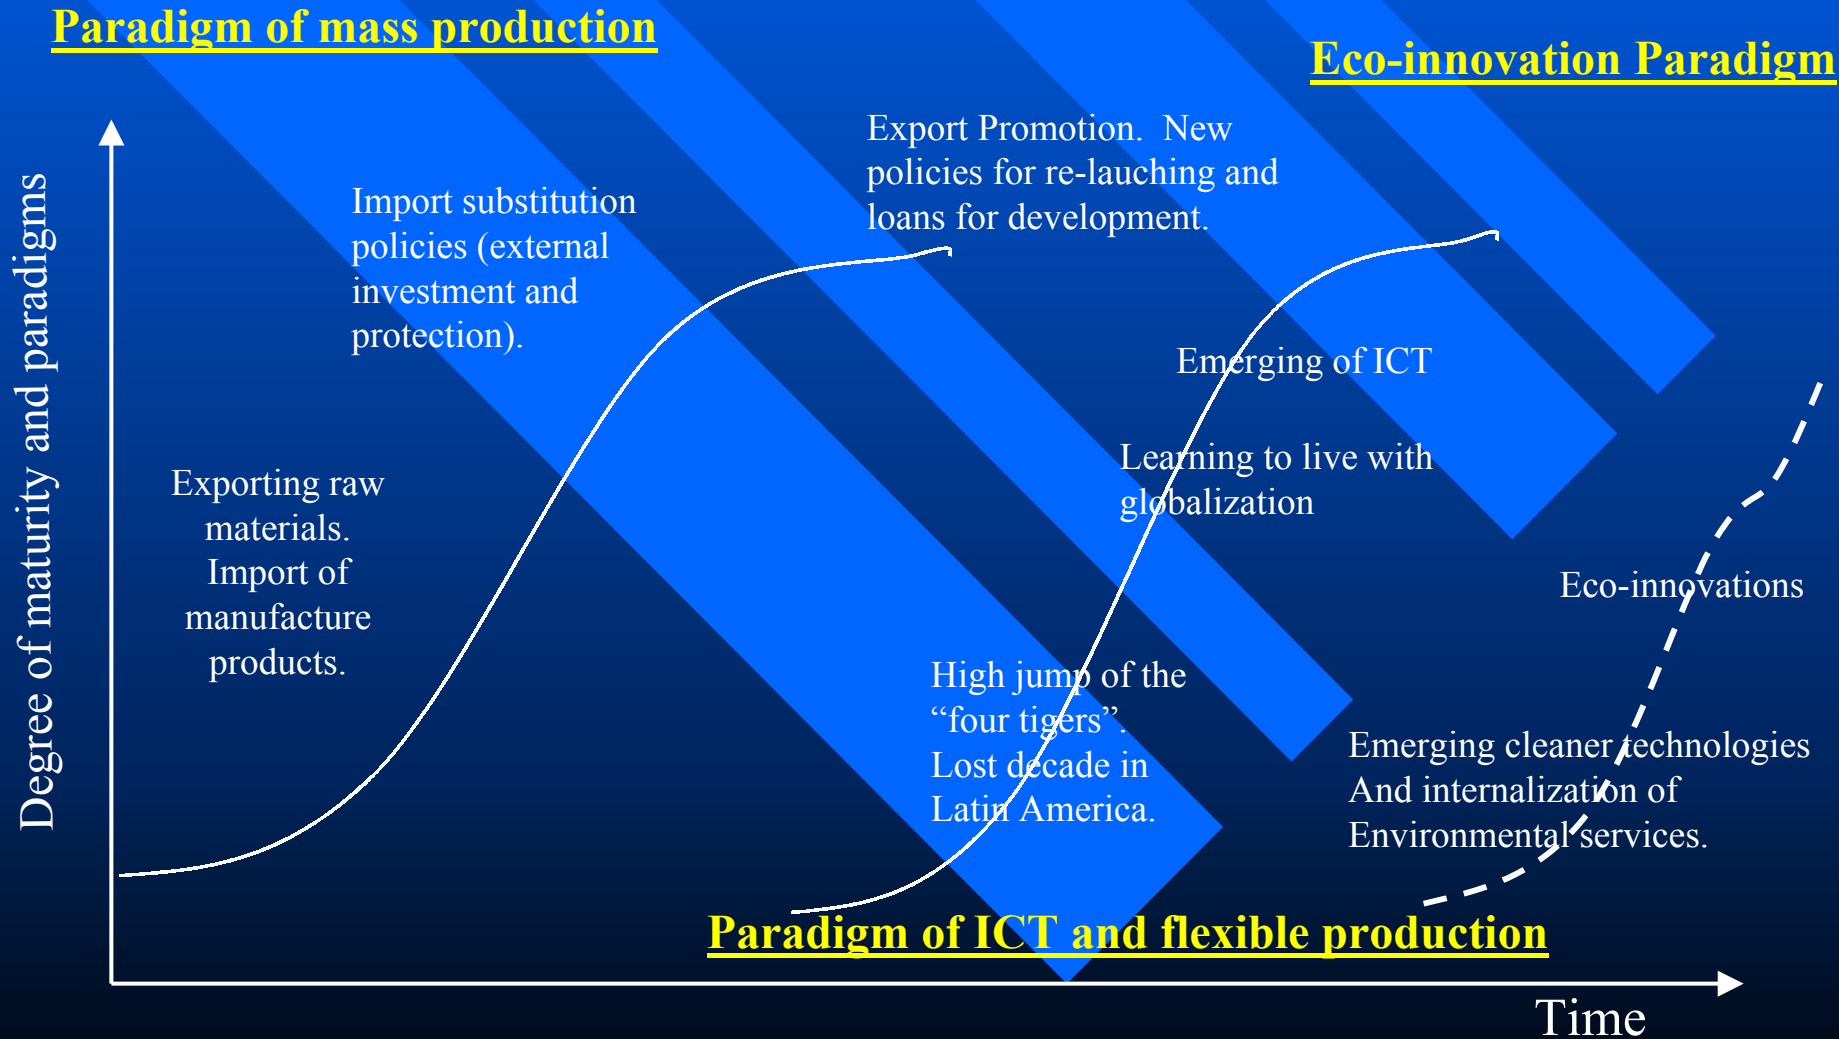 Paradigm of mass production
Eco-innovation Paradigm
Degree of maturity and paradigms
Export Promotion.  New
policies for re-lauching and
loans for development.
Import substitution
policies (external
investment and
protection).
Emerging of ICT
Learning to live with
globalization
Exporting raw
materials.
Import of
manufacture
products.
Eco-innovations
High jump of the
“four tigers”.
Lost decade in
Latin America.
Emerging cleaner technologies
And internalization of
Environmental services.
Paradigm of ICT and flexible production
Time